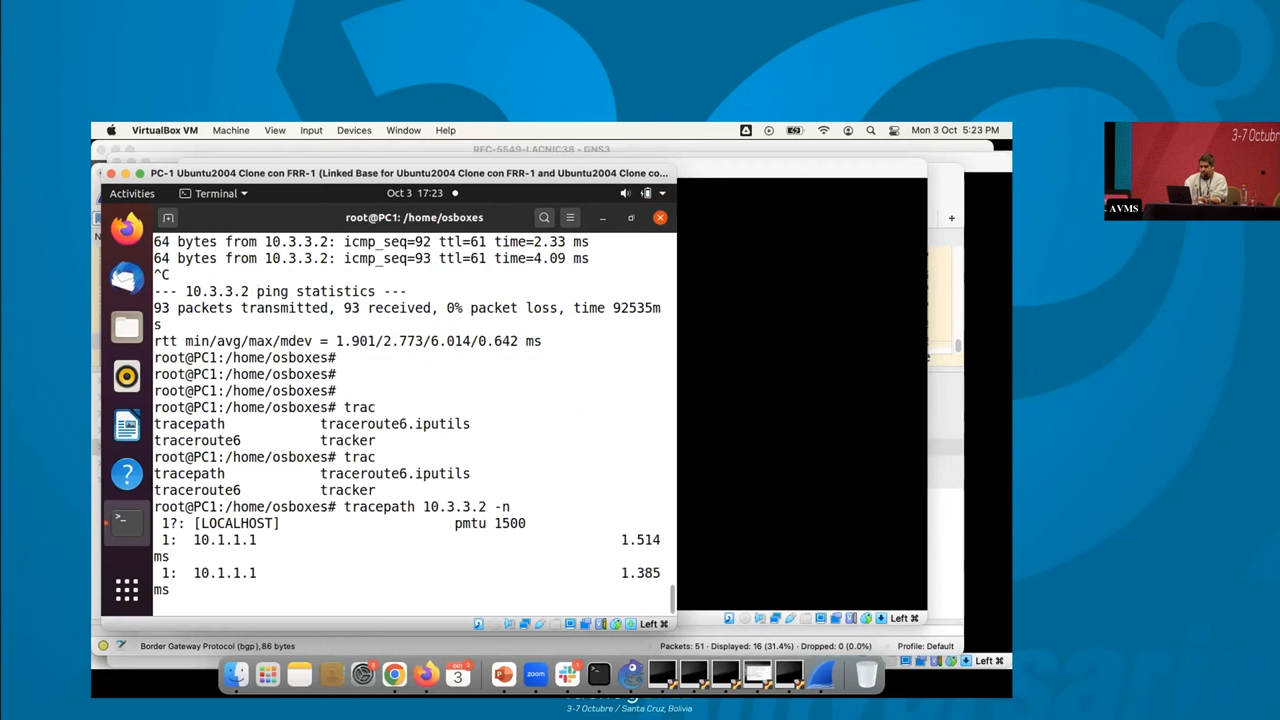 VirtualBox VM Machine View Input Devices Window Help Mon 3 Oct 5:23 PM
RFC-5549-LACNIC38 - GNS3
PC-1 Ubuntu2004 Clone con FRR-1 (Linked Base for Ubuntu2004 Clone con FRR-1 and Ubuntu2004 Clone co...
Activities Terminal Oct 3 17:23
root@PC1: /home/osboxes
64 bytes from 10.3.3.2: icmp_seq=92 ttl=61 time=2.33 ms
64 bytes from 10.3.3.2: icmp_seq=93 ttl=61 time=4.09 ms
^C
--- 10.3.3.2 ping statistics ---
93 packets transmitted, 93 received, 0% packet loss, time 92535m
s
rtt min/avg/max/mdev = 1.901/2.773/6.014/0.642 ms
root@PC1:/home/osboxes#
root@PC1:/home/osboxes#
root@PC1:/home/osboxes#
root@PC1:/home/osboxes# trac
tracepath traceroute6.iputils
traceroute6 tracker
root@PC1:/home/osboxes# trac
tracepath traceroute6.iputils
traceroute6 tracker
root@PC1:/home/osboxes# tracepath 10.3.3.2 -n
1?: [LOCALHOST] pmtu 1500
1: 10.1.1.1 1.514
ms
1: 10.1.1.1 1.385
ms
Left ⌘
Left ⌘
Border Gateway Protocol (bgp), 86 bytes Packets: 51 · Displayed: 16 (31.4%) · Dropped: 0 (0.0%) Profile: Default
Left ⌘
OCT
3
zoom
3-7 Octubre / Santa Cruz, Bolivia
3-7 Octubre
AVMS